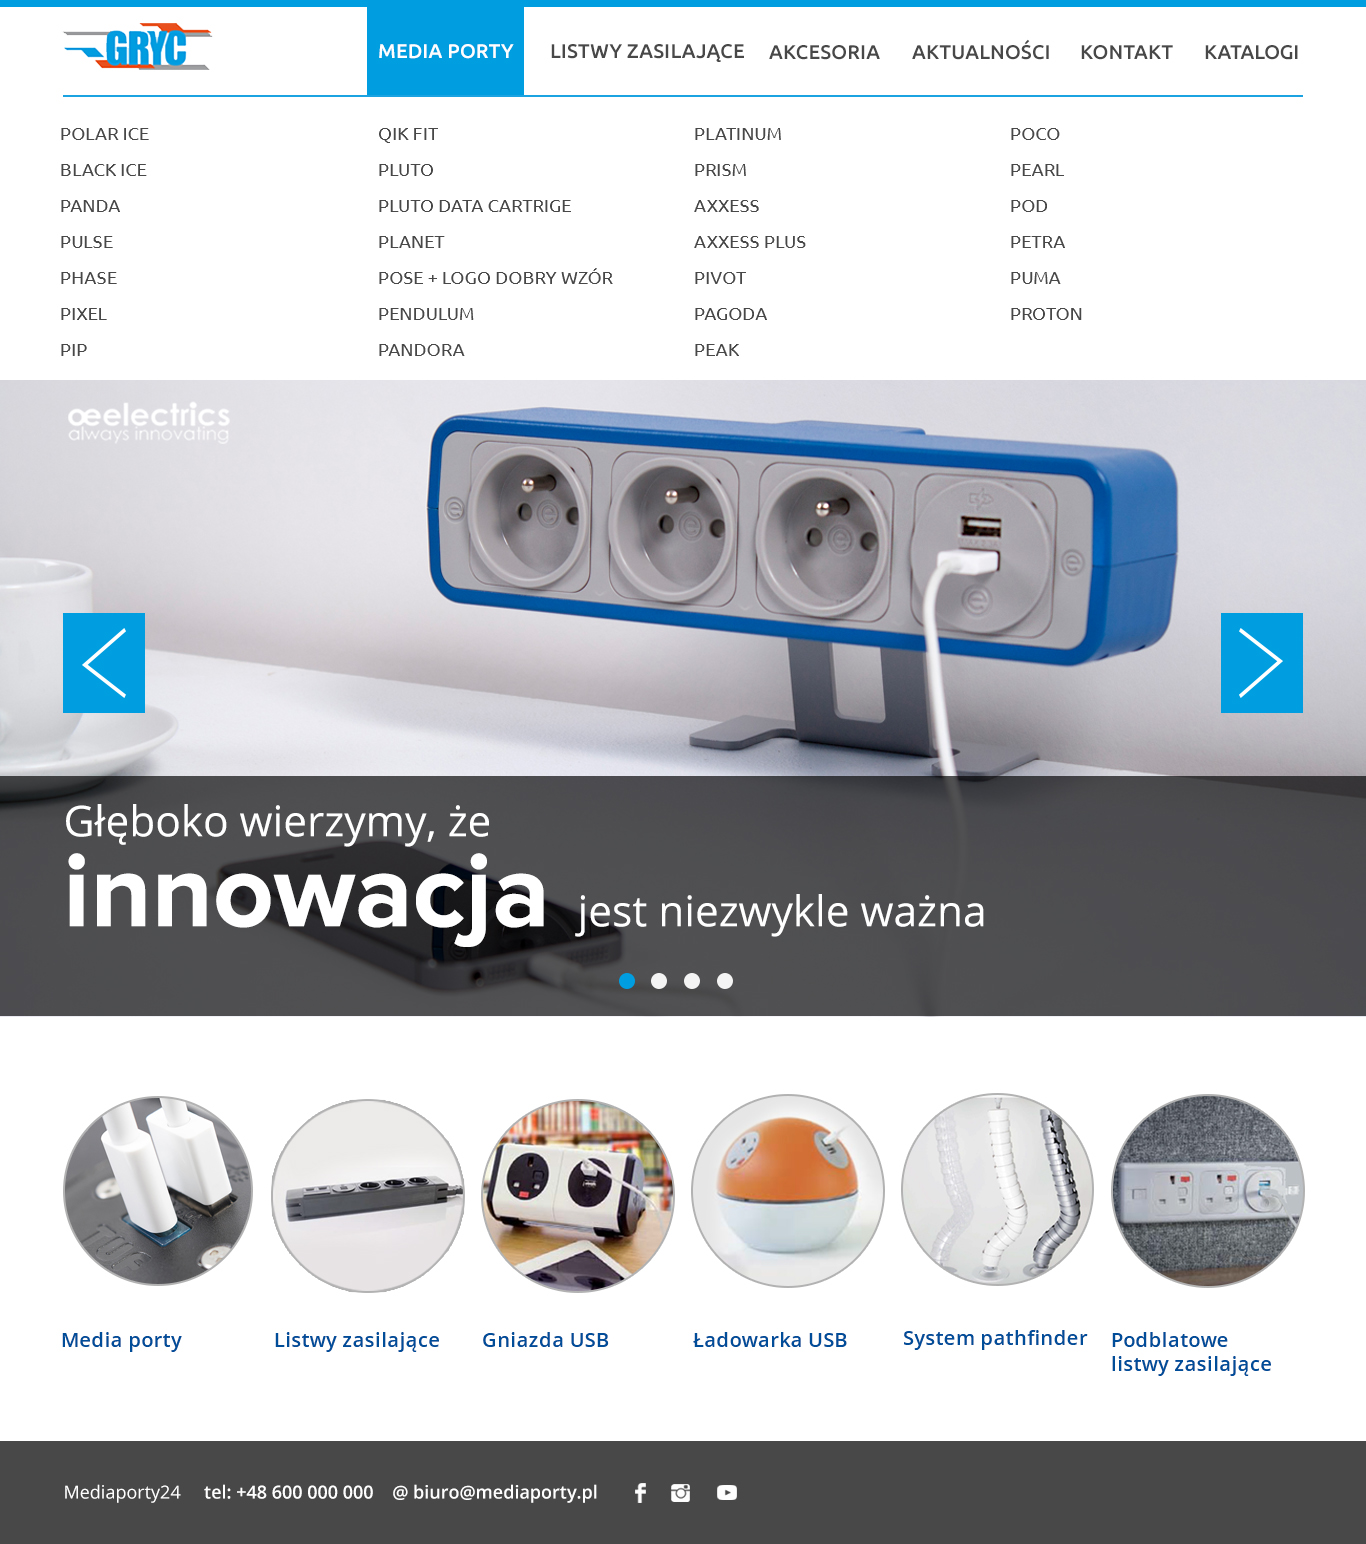 GRYC
MEDIA PORTY LISTWY ZASILAJĄCE AKCESORIA AKTUALNOŚCI KONTAKT KATALOGI
POLAR ICE
BLACK ICE
PANDA
PULSE
PHASE
PIXEL
PIP
QIK FIT
PLUTO
PLUTO DATA CARTRIGE
PLANET
POSE + LOGO DOBRY WZÓR
PENDULUM
PANDORA
PLATINUM
PRISM
AXXESS
AXXESS PLUS
PIVOT
PAGODA
PEAK
POCO
PEARL
POD
PETRA
PUMA
PROTON
oeelectrics
always innovating
Głęboko wierzymy, że
innowacja jest niezwykle ważna
Media porty
Listwy zasilające
Gniazda USB
Ładowarka USB
System pathfinder
Podblatowe
listwy zasilające
Mediaporty24 tel: +48 600 000 000 @ biuro@mediaporty.pl